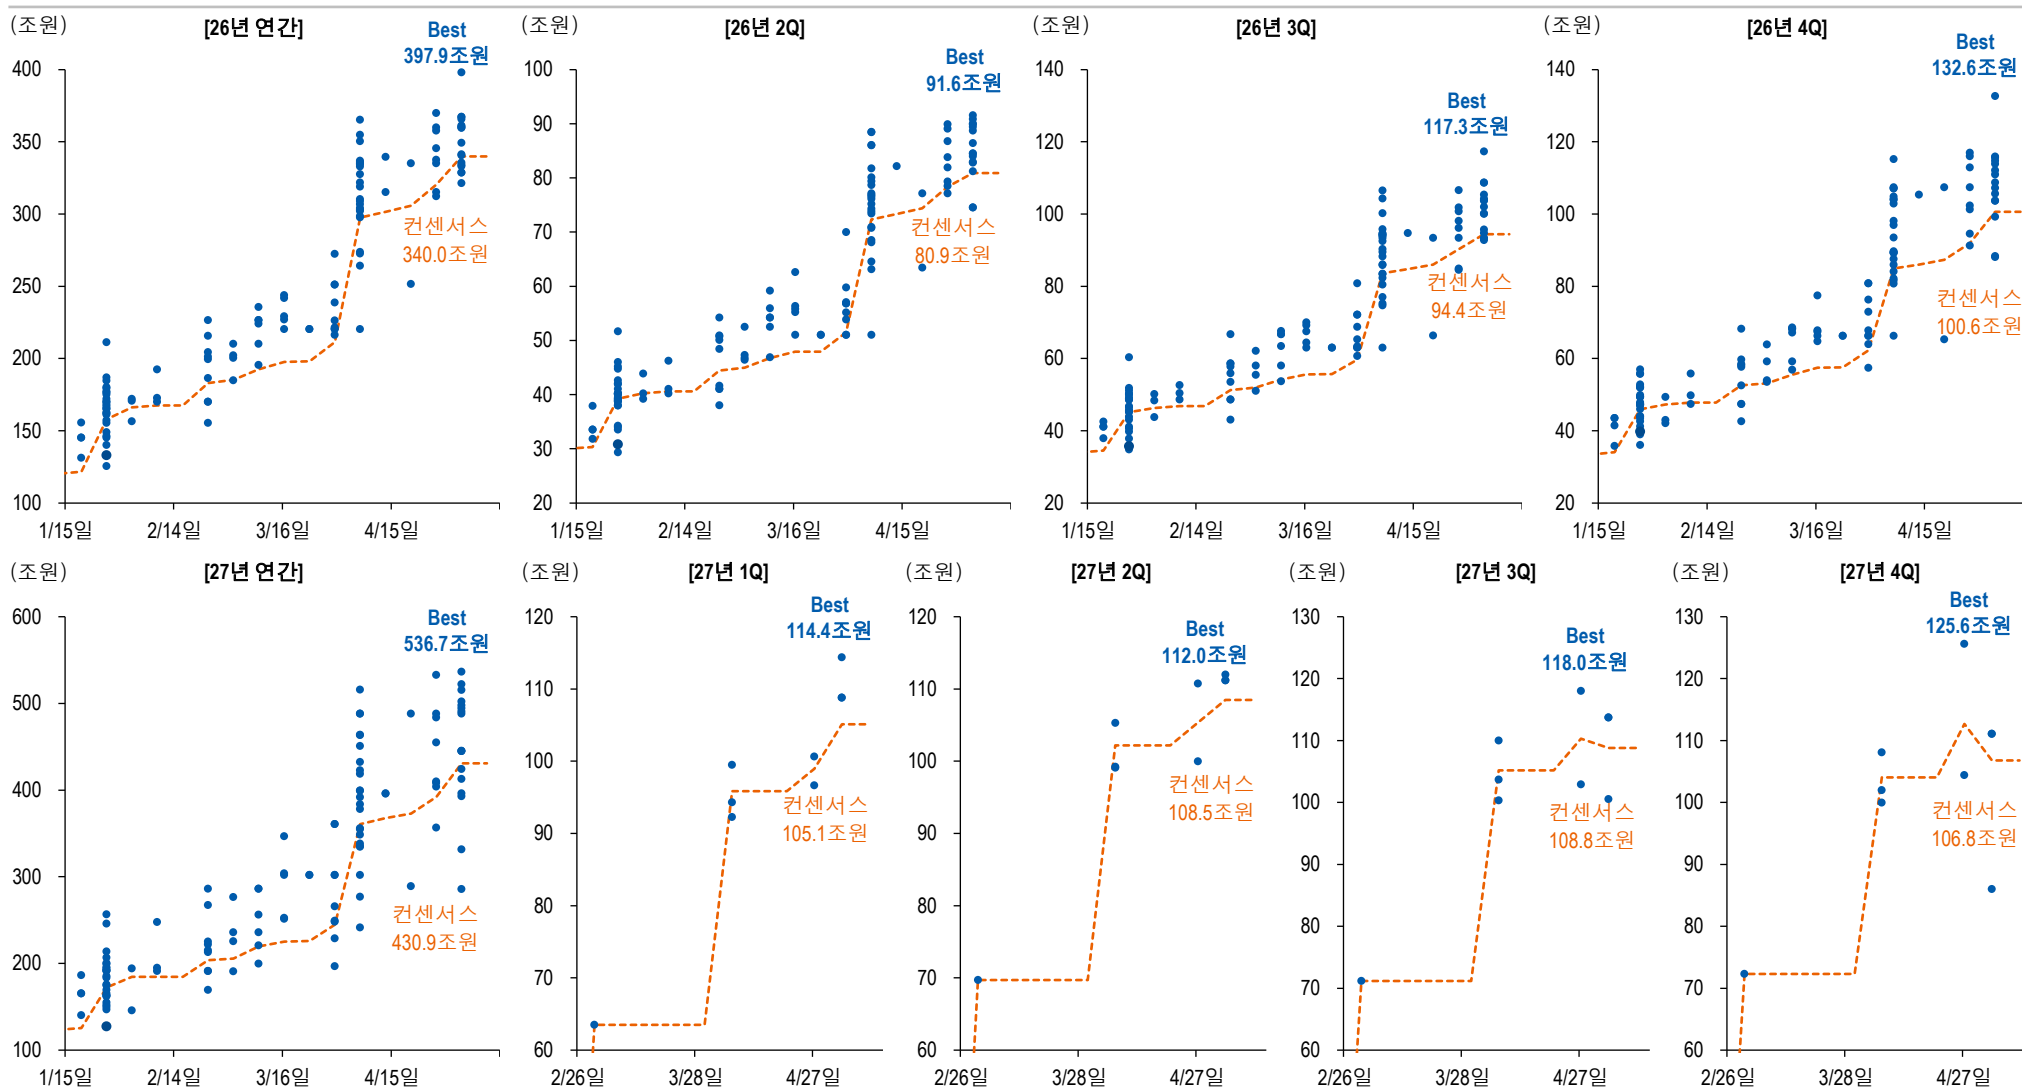 (조원)
[26년 연간]
Best
397.9조원
400
350
300
250
200
150
100
컨센서스
340.0조원
1/15일
2/14일
3/16일
4/15일
(조원)
[26년 2Q]
Best
91.6조원
100
90
80
70
60
50
40
30
20
컨센서스
80.9조원
1/15일
2/14일
3/16일
4/15일
(조원)
[26년 3Q]
Best
117.3조원
140
120
100
80
60
40
20
컨센서스
94.4조원
1/15일
2/14일
3/16일
4/15일
(조원)
[26년 4Q]
Best
132.6조원
140
120
100
80
60
40
20
컨센서스
100.6조원
1/15일
2/14일
3/16일
4/15일
(조원)
[27년 연간]
Best
536.7조원
600
500
400
300
200
100
컨센서스
430.9조원
1/15일
2/14일
3/16일
4/15일
(조원)
[27년 1Q]
Best
114.4조원
120
110
100
90
80
70
60
컨센서스
105.1조원
2/26일
3/28일
4/27일
(조원)
[27년 2Q]
Best
112.0조원
120
110
100
90
80
70
60
컨센서스
108.5조원
2/26일
3/28일
4/27일
(조원)
[27년 3Q]
Best
118.0조원
130
120
110
100
90
80
70
60
컨센서스
108.8조원
2/26일
3/28일
4/27일
(조원)
[27년 4Q]
Best
125.6조원
130
120
110
100
90
80
70
60
컨센서스
106.8조원
2/26일
3/28일
4/27일